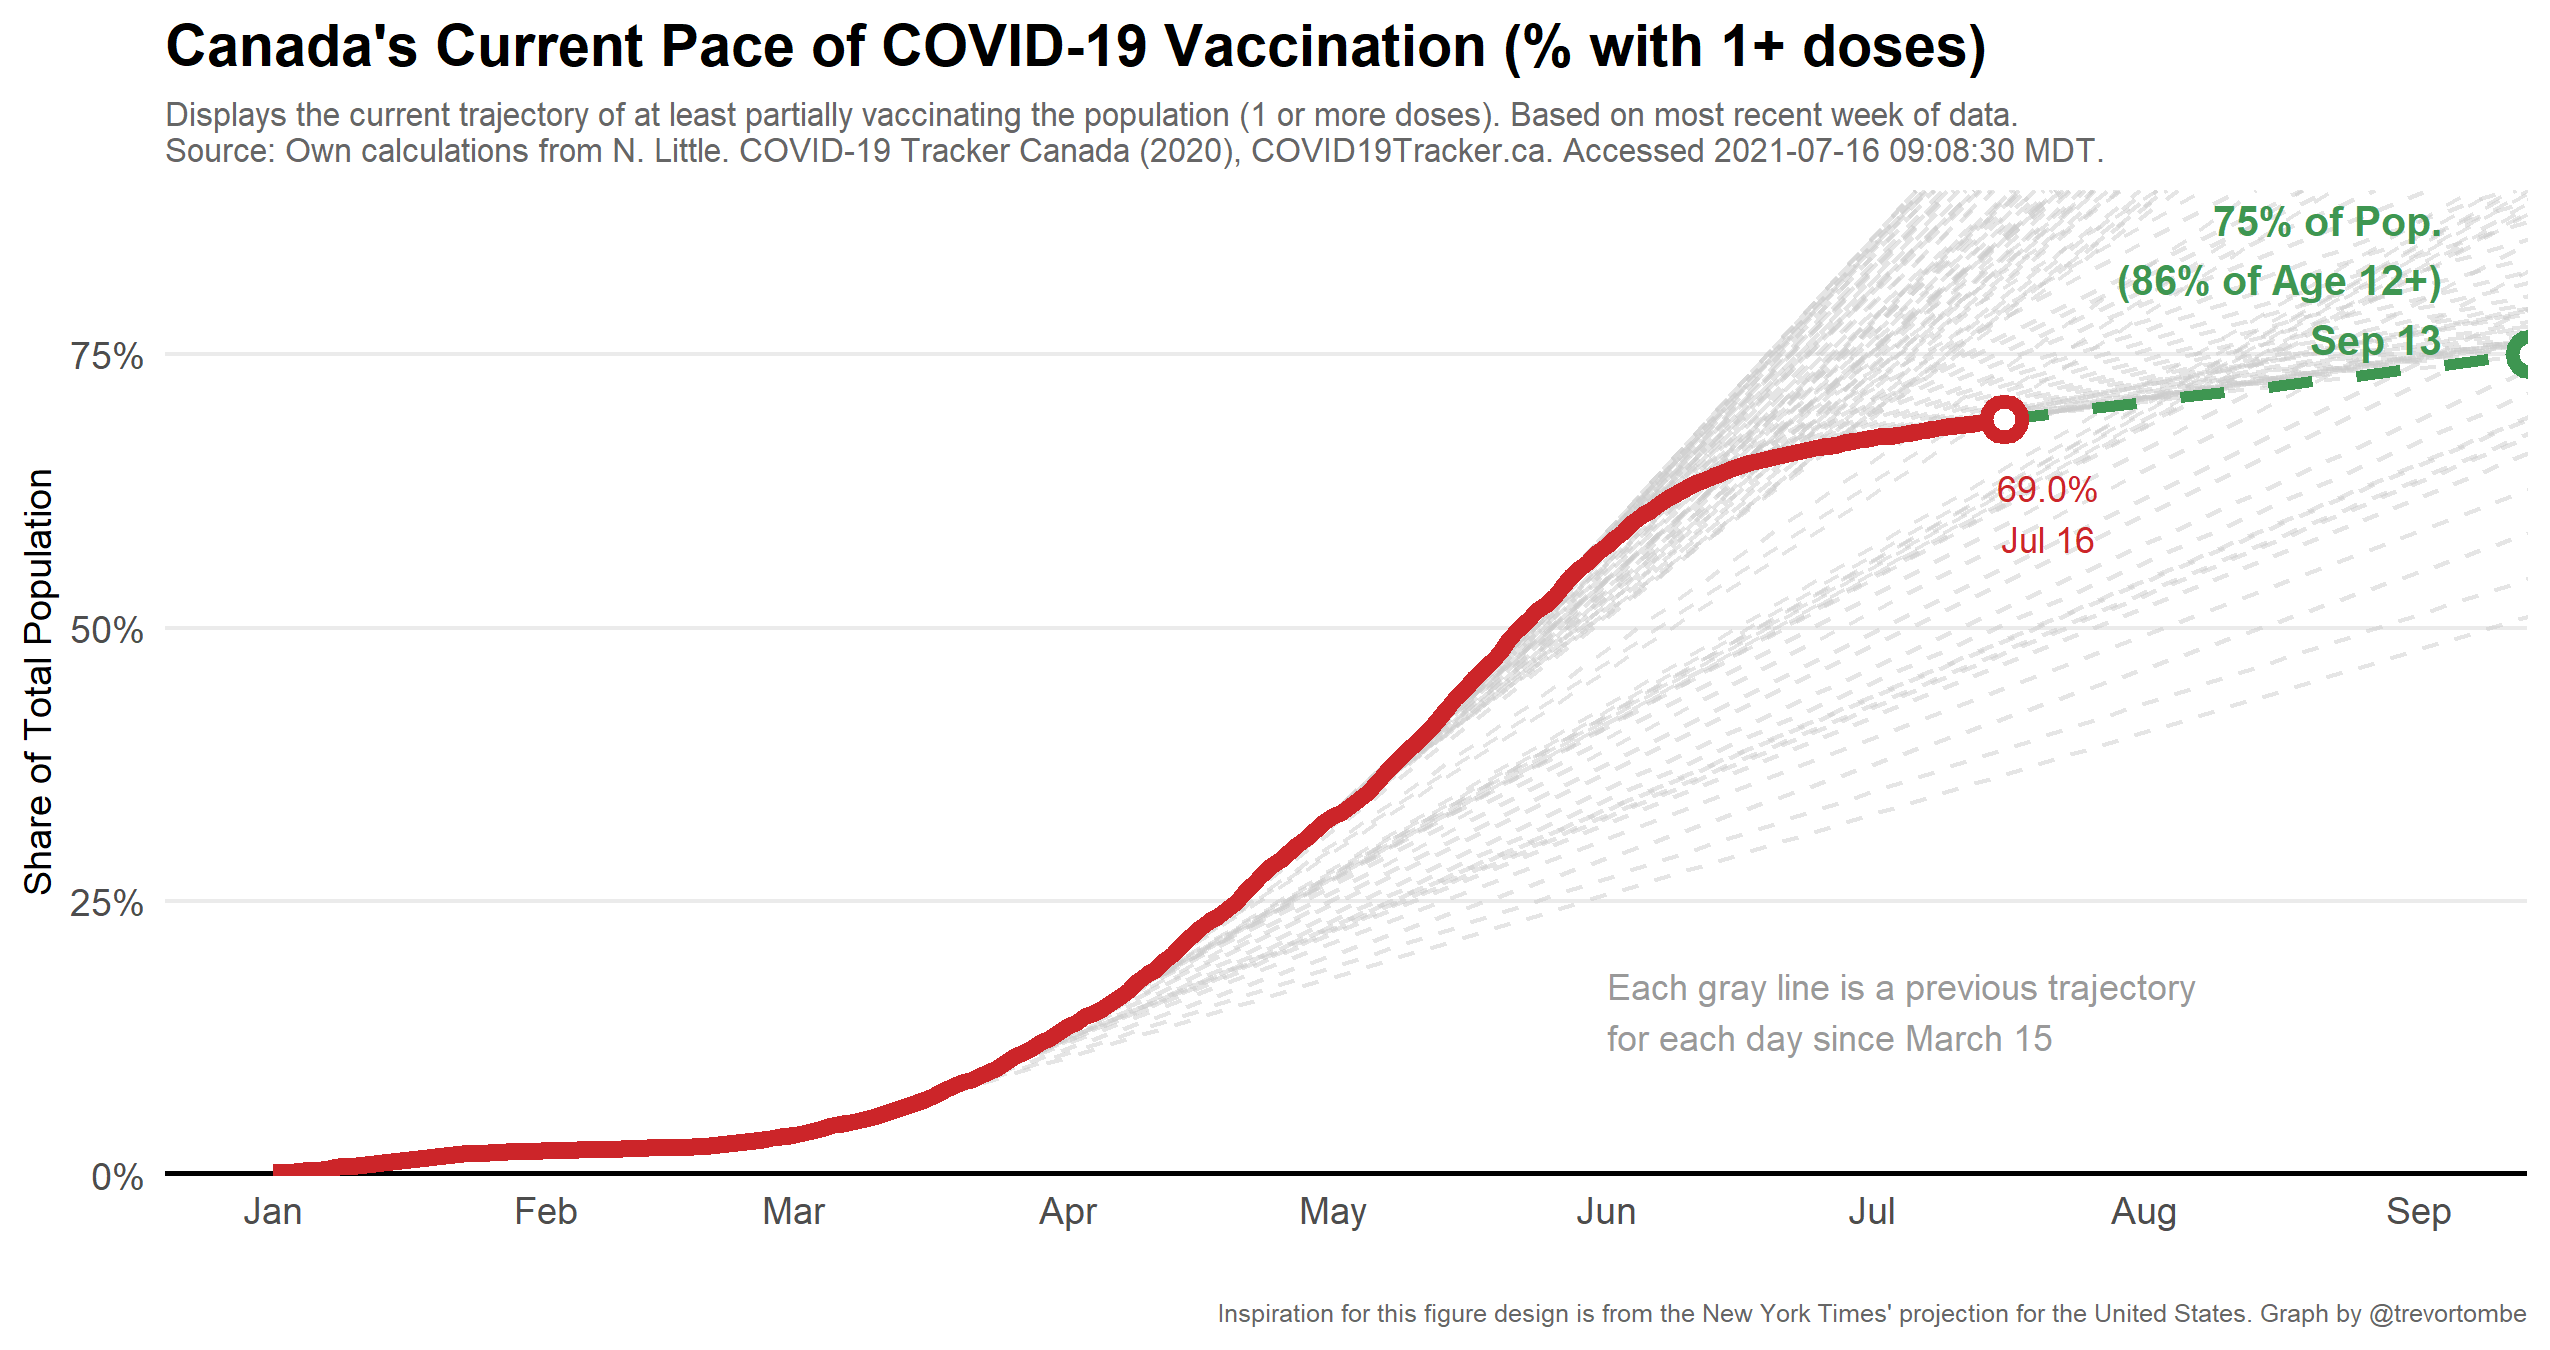 Canada's Current Pace of COVID-19 Vaccination (% with 1+ doses)
Displays the current trajectory of at least partially vaccinating the population (1 or more doses). Based on most recent week of data.
Source: Own calculations from N. Little. COVID-19 Tracker Canada (2020), COVID19Tracker.ca. Accessed 2021-07-16 09:08:30 MDT.
75% of Pop.
(86% of Age 12+)
Sep 13
75%
69.0%
Jul 16
50%
25%
0%
Share of Total Population
Each gray line is a previous trajectory
for each day since March 15
Jan Feb Mar Apr May Jun Jul Aug Sep
Inspiration for this figure design is from the New York Times' projection for the United States. Graph by @trevortombe